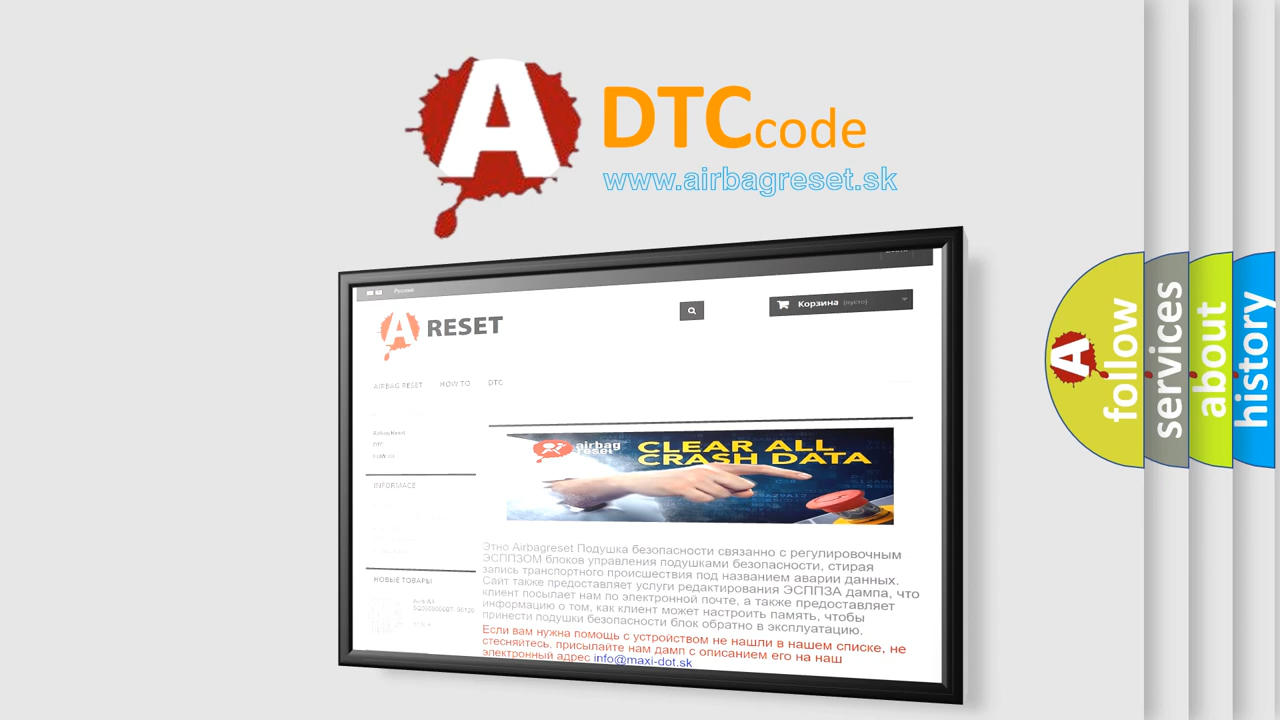 A DTCcode
www.airbagreset.sk
Русский
A RESET
Корзина (пусто)
AIRBAG RESET HOW TO DTC
Airbag Reset
DTC
INFORMACE
НОВЫЕ ТОВАРЫ
airbag
reset
CLEAR ALL
CRASH DATA
Этно Airbagreset Подушка безопасности связанно с регулировочным
ЭСППЗОМ блоков управления подушками безопасности, стирая
запись транспортного происшествия под названием аварии данных.
Сайт также предоставляет услуги редактирования ЭСППЗА дампа, что
клиент посылает нам по электронной почте, а также предоставляет
информацию о том, как клиент может настроить память, чтобы
принести подушки безопасности блок обратно в эксплуатацию.
Если вам нужна помощь с устройством не нашли в нашем списке, не
стесняйтесь, присылайте нам дамп с описанием его на наш
электронный адрес info@maxi-dot.sk
A follow
services
about
history